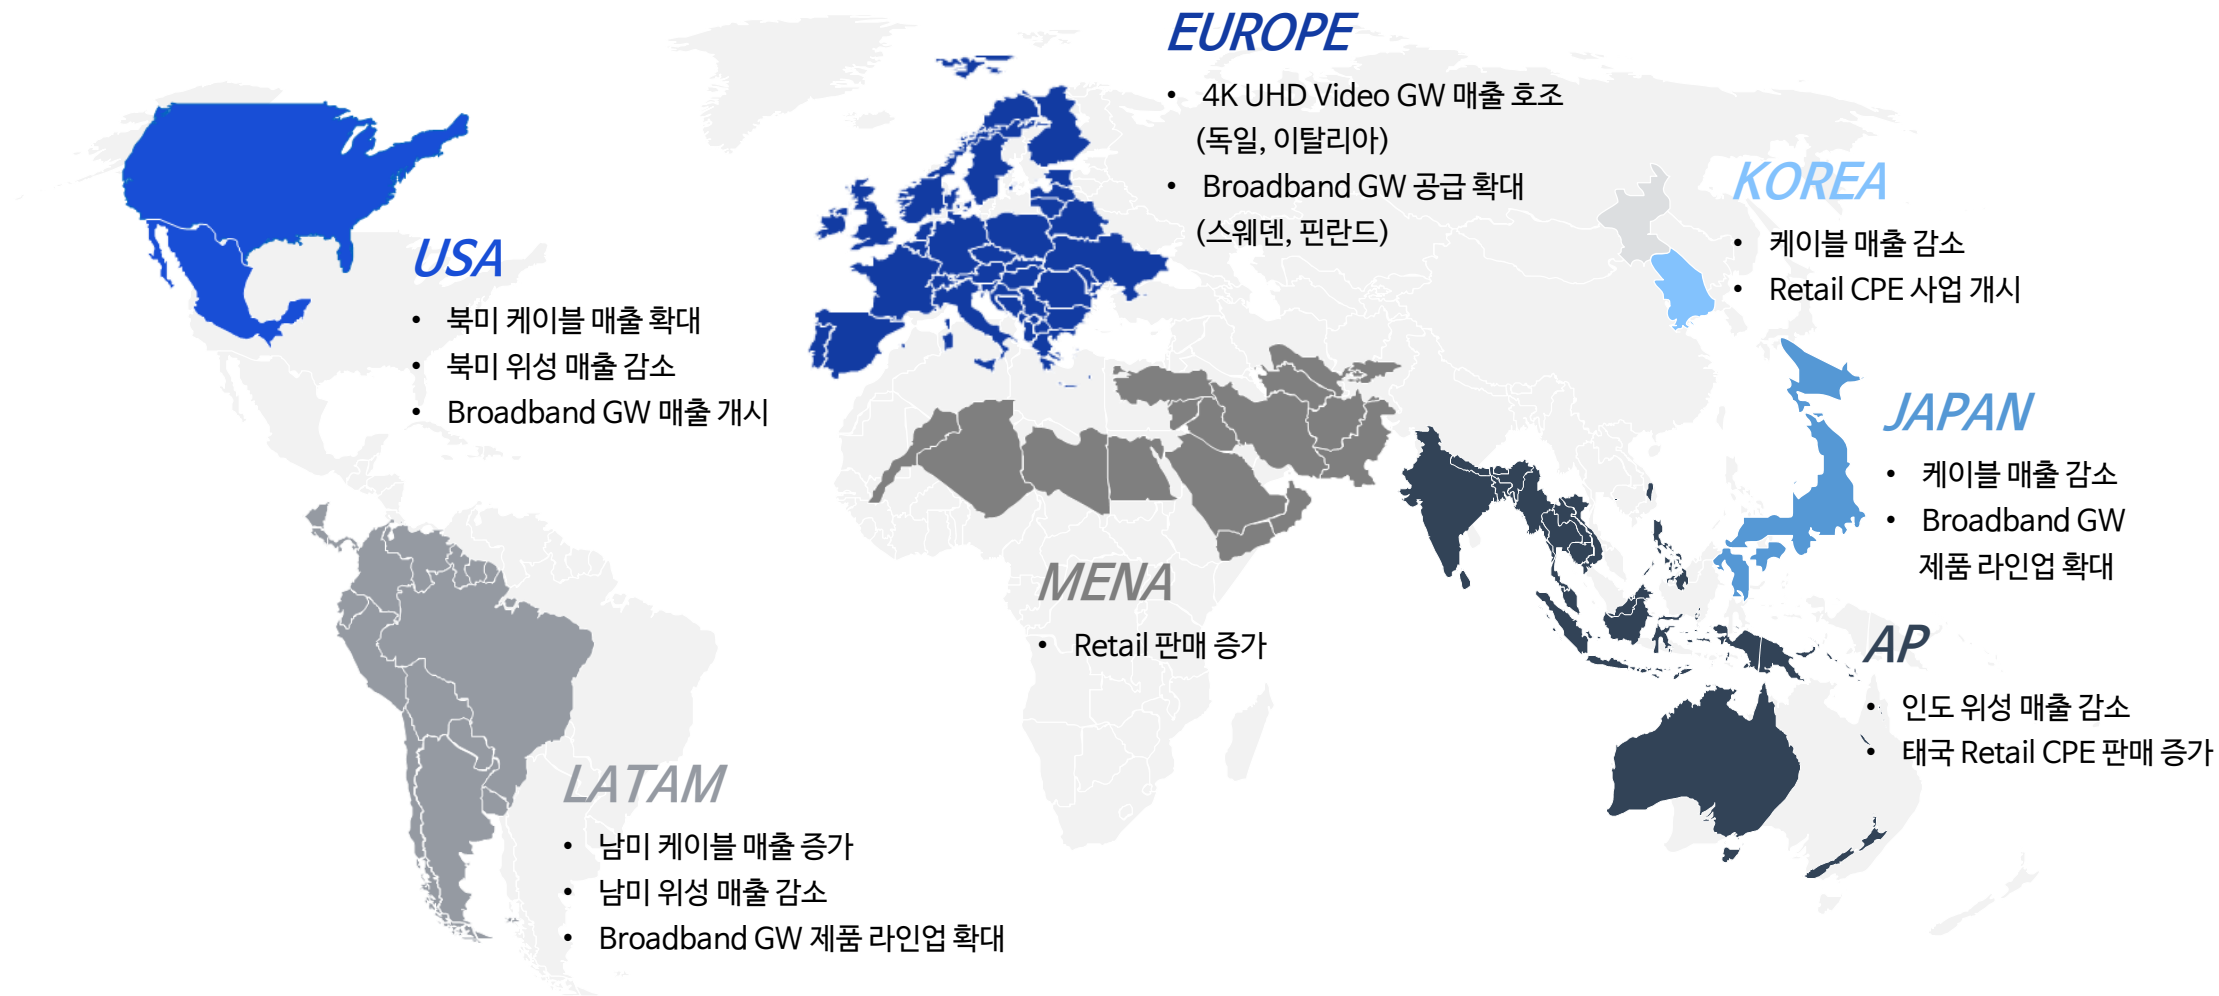 EUROPE
• 4K UHD Video GW 매출 호조
(독일, 이탈리아)
• Broadband GW 공급 확대
(스웨덴, 핀란드)
KOREA
• 케이블 매출 감소
• Retail CPE 사업 개시
USA
• 북미 케이블 매출 확대
• 북미 위성 매출 감소
• Broadband GW 매출 개시
JAPAN
• 케이블 매출 감소
• Broadband GW
제품 라인업 확대
MENA
• Retail 판매 증가
AP
• 인도 위성 매출 감소
• 태국 Retail CPE 판매 증가
LATAM
• 남미 케이블 매출 증가
• 남미 위성 매출 감소
• Broadband GW 제품 라인업 확대